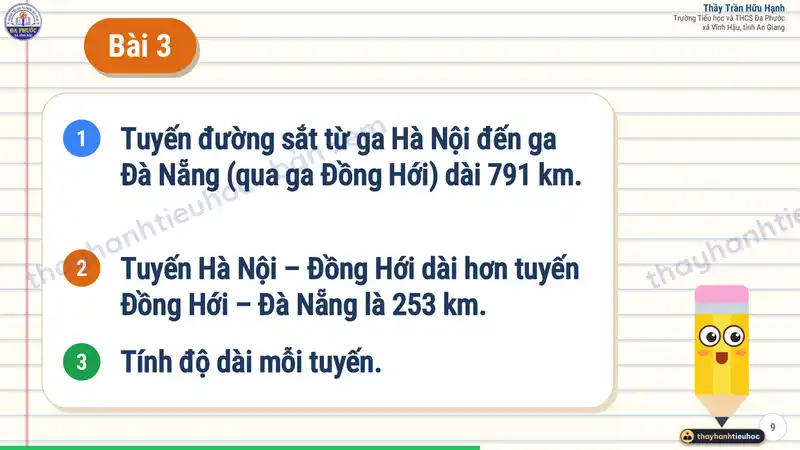 ĐA PHƯỚC
Thầy Trần Hữu Hạnh
Trường Tiểu học và THCS Đa Phước
xã Vĩnh Hậu, tỉnh An Giang
Bài 3
1
Tuyến đường sắt từ ga Hà Nội đến ga
Đà Nẵng (qua ga Đồng Hới) dài 791 km.
2
Tuyến Hà Nội – Đồng Hới dài hơn tuyến
Đồng Hới – Đà Nẵng là 253 km.
3
Tính độ dài mỗi tuyến.
9
thayhanhtieuhoc